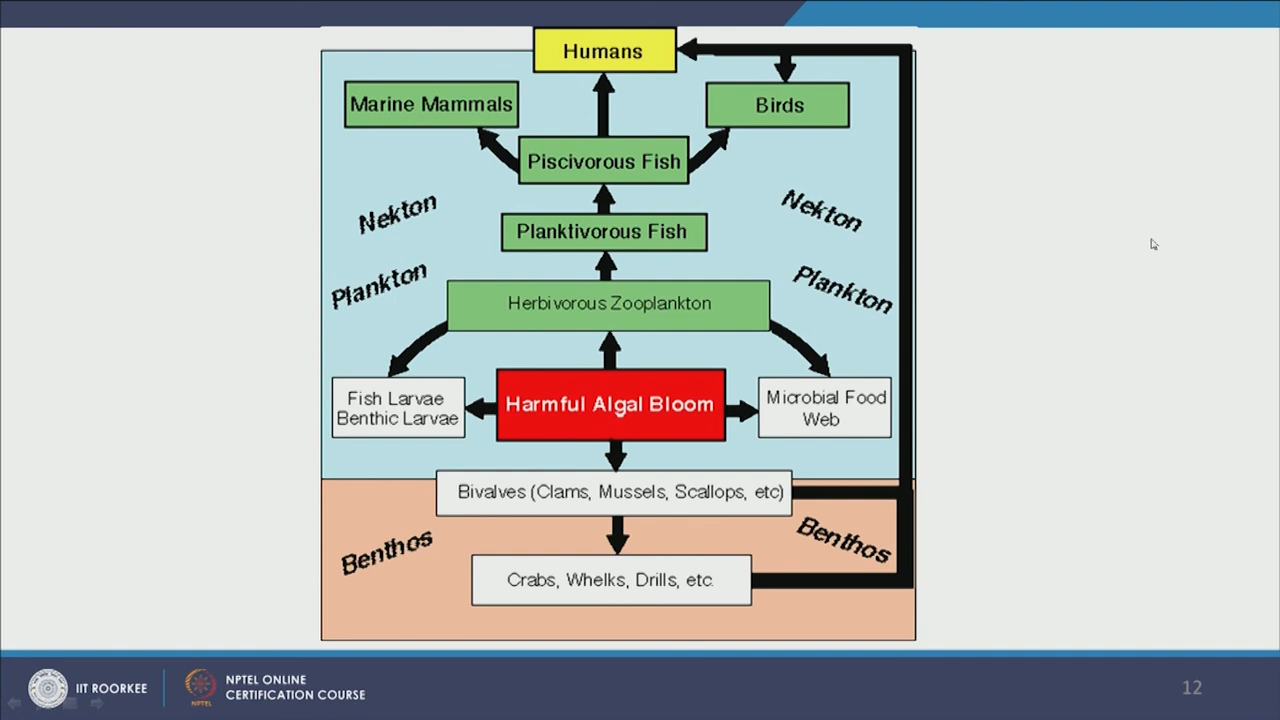 Humans
Marine Mammals
Birds
Piscivorous Fish
Nekton
Nekton
Planktivorous Fish
Plankton
Plankton
Herbivorous Zooplankton
Fish Larvae
Benthic Larvae
Harmful Algal Bloom
Microbial Food
Web
Bivalves (Clams, Mussels, Scallops, etc)
Benthos
Benthos
Crabs, Whelks, Drills, etc.
IIT ROORKEE
NPTEL
NPTEL ONLINE
CERTIFICATION COURSE
12